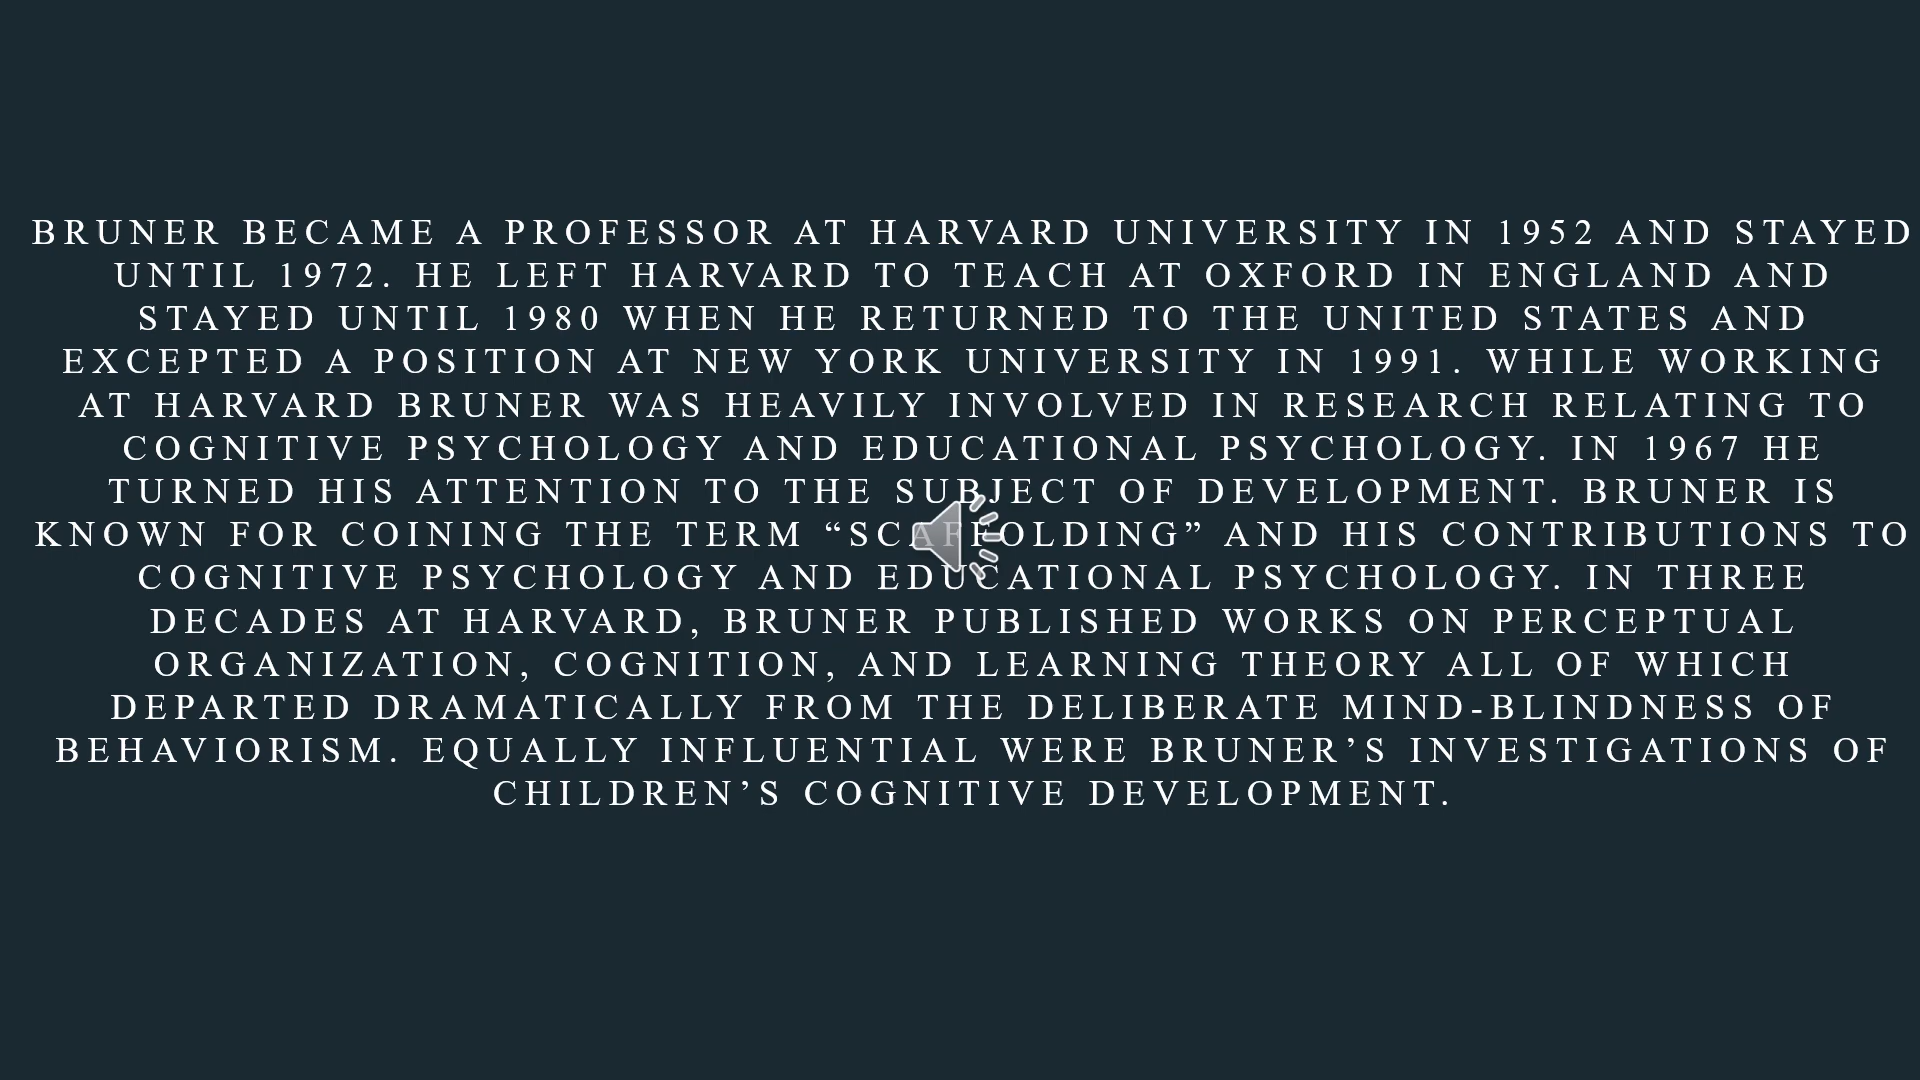 BRUNER BECAME A PROFESSOR AT HARVARD UNIVERSITY IN 1952 AND STAYED
UNTIL 1972. HE LEFT HARVARD TO TEACH AT OXFORD IN ENGLAND AND
STAYED UNTIL 1980 WHEN HE RETURNED TO THE UNITED STATES AND
EXCEPTED A POSITION AT NEW YORK UNIVERSITY IN 1991. WHILE WORKING
AT HARVARD BRUNER WAS HEAVILY INVOLVED IN RESEARCH RELATING TO
COGNITIVE PSYCHOLOGY AND EDUCATIONAL PSYCHOLOGY. IN 1967 HE
TURNED HIS ATTENTION TO THE SUBJECT OF DEVELOPMENT. BRUNER IS
KNOWN FOR COINING THE TERM “SCAFFOLDING” AND HIS CONTRIBUTIONS TO
COGNITIVE PSYCHOLOGY AND EDUCATIONAL PSYCHOLOGY. IN THREE
DECADES AT HARVARD, BRUNER PUBLISHED WORKS ON PERCEPTUAL
ORGANIZATION, COGNITION, AND LEARNING THEORY ALL OF WHICH
DEPARTED DRAMATICALLY FROM THE DELIBERATE MIND-BLINDNESS OF
BEHAVIORISM. EQUALLY INFLUENTIAL WERE BRUNER’S INVESTIGATIONS OF
CHILDREN’S COGNITIVE DEVELOPMENT.